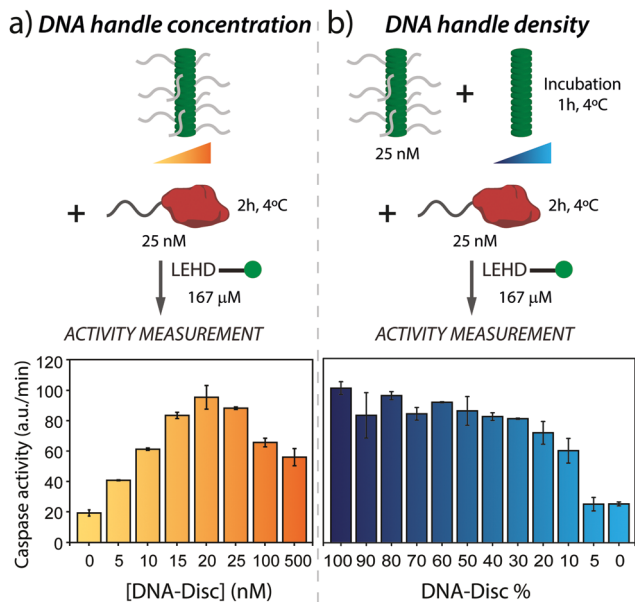 a) DNA handle concentration
+
2h, 4ºC
25 nM
LEHD
167 µM
ACTIVITY MEASUREMENT
Caspase activity (a.u./min)
120
100
80
60
40
20
0
0 5 10 15 20 25 100 500
[DNA-Disc] (nM)
b) DNA handle density
+
Incubation
1h, 4ºC
25 nM
+
2h, 4ºC
25 nM
LEHD
167 µM
ACTIVITY MEASUREMENT
100 90 80 70 60 50 40 30 20 10 5 0
DNA-Disc %